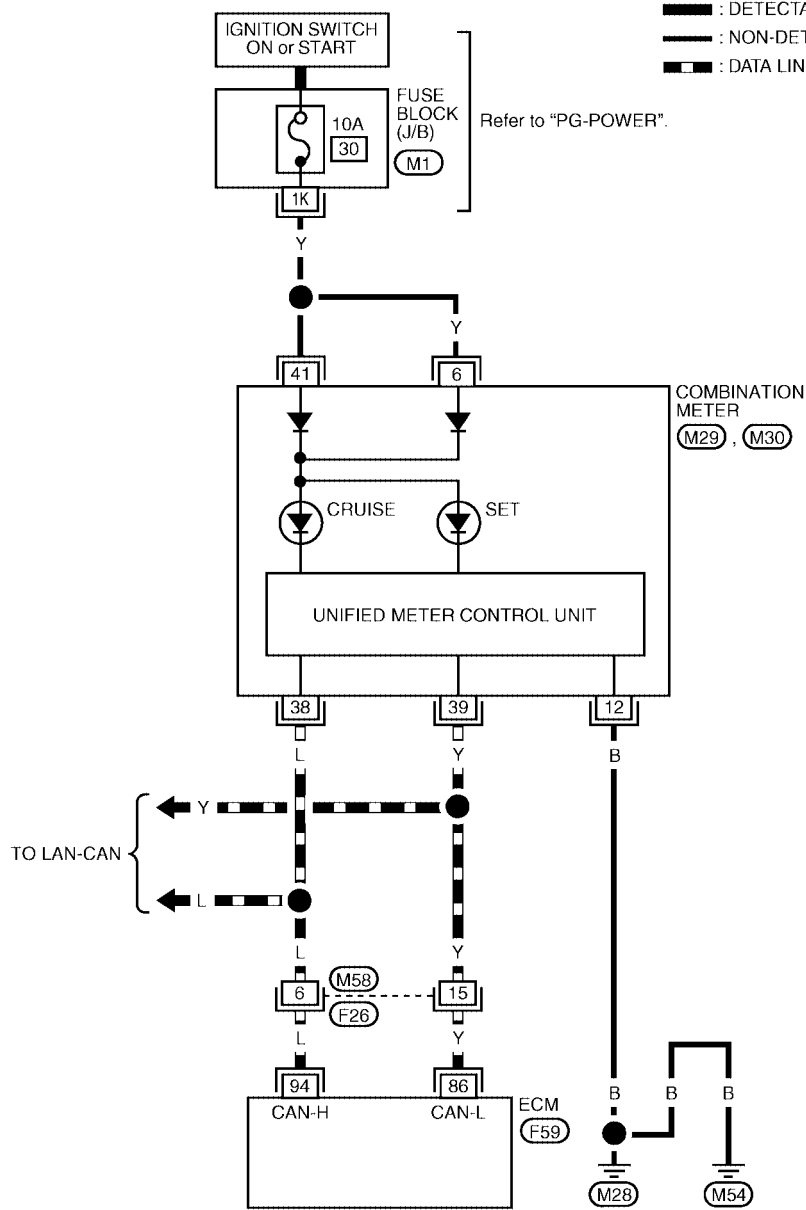 : DETECTA
: NON-DET
: DATA LIN
IGNITION SWITCH
ON or START
FUSE
BLOCK
(J/B)
M1
10A
30
Refer to "PG-POWER".
1K
Y
Y
41
6
COMBINATION
METER
M29 , M30
CRUISE
SET
UNIFIED METER CONTROL UNIT
38
39
12
L
Y
B
Y
TO LAN-CAN
L
L
Y
6
M58
F26
15
L
Y
94
86
CAN-H
CAN-L
ECM
F59
B
B
B
M28
M54